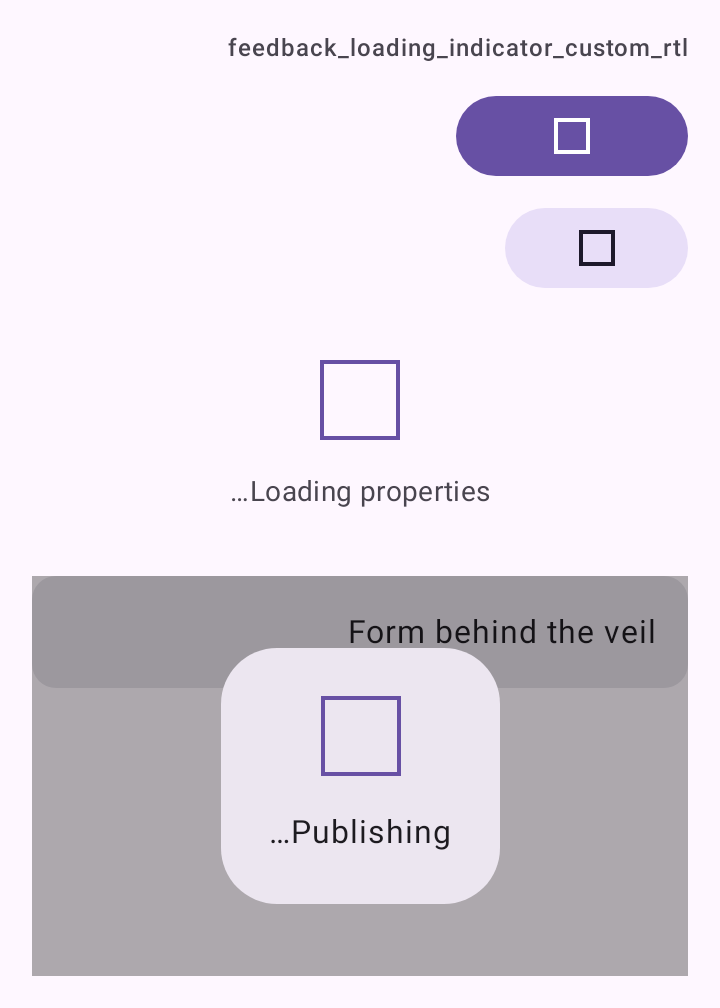 feedback_loading_indicator_custom_rtl
…Loading properties
Form behind the veil
…Publishing